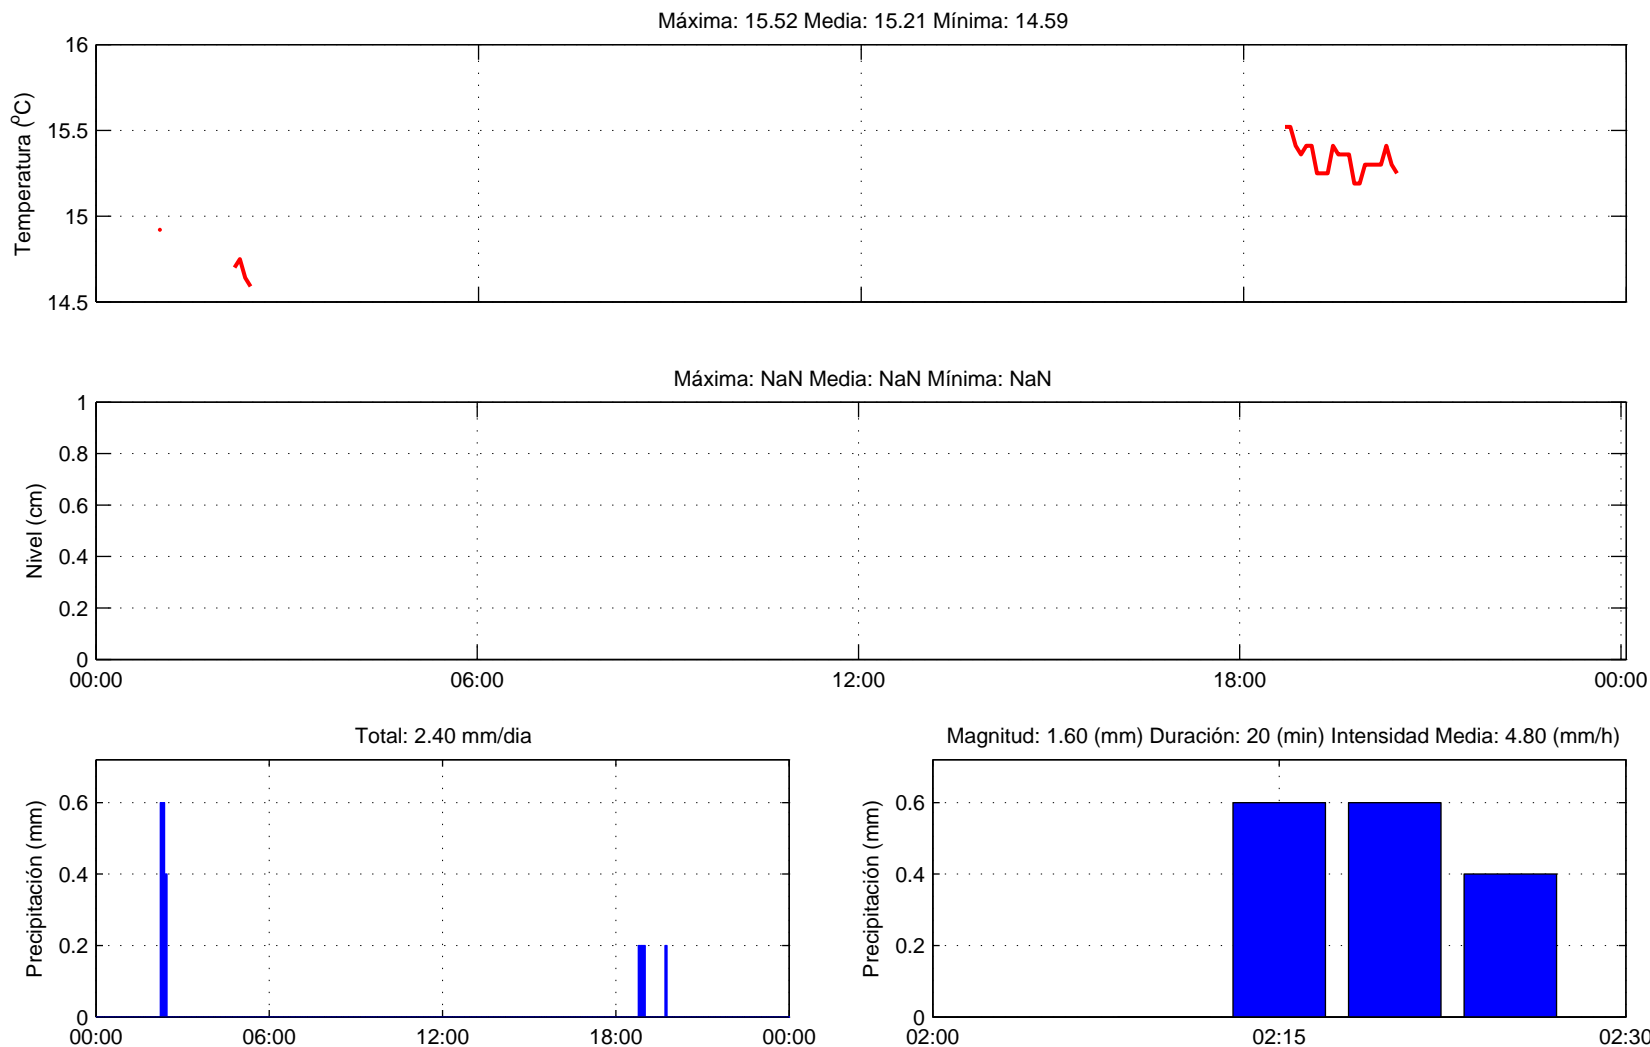 Máxima: 15.52 Media: 15.21 Mínima: 14.59
16
15.5
15
14.5
Temperatura (ºC)
Máxima: NaN Media: NaN Mínima: NaN
1
0.8
0.6
0.4
0.2
0
Nivel (cm)
00:00 06:00 12:00 18:00 00:00
Total: 2.40 mm/dia
0.6
0.4
0.2
0
Precipitación (mm)
00:00 06:00 12:00 18:00 00:00
Magnitud: 1.60 (mm) Duración: 20 (min) Intensidad Media: 4.80 (mm/h)
0.6
0.4
0.2
0
Precipitación (mm)
02:00 02:15 02:30